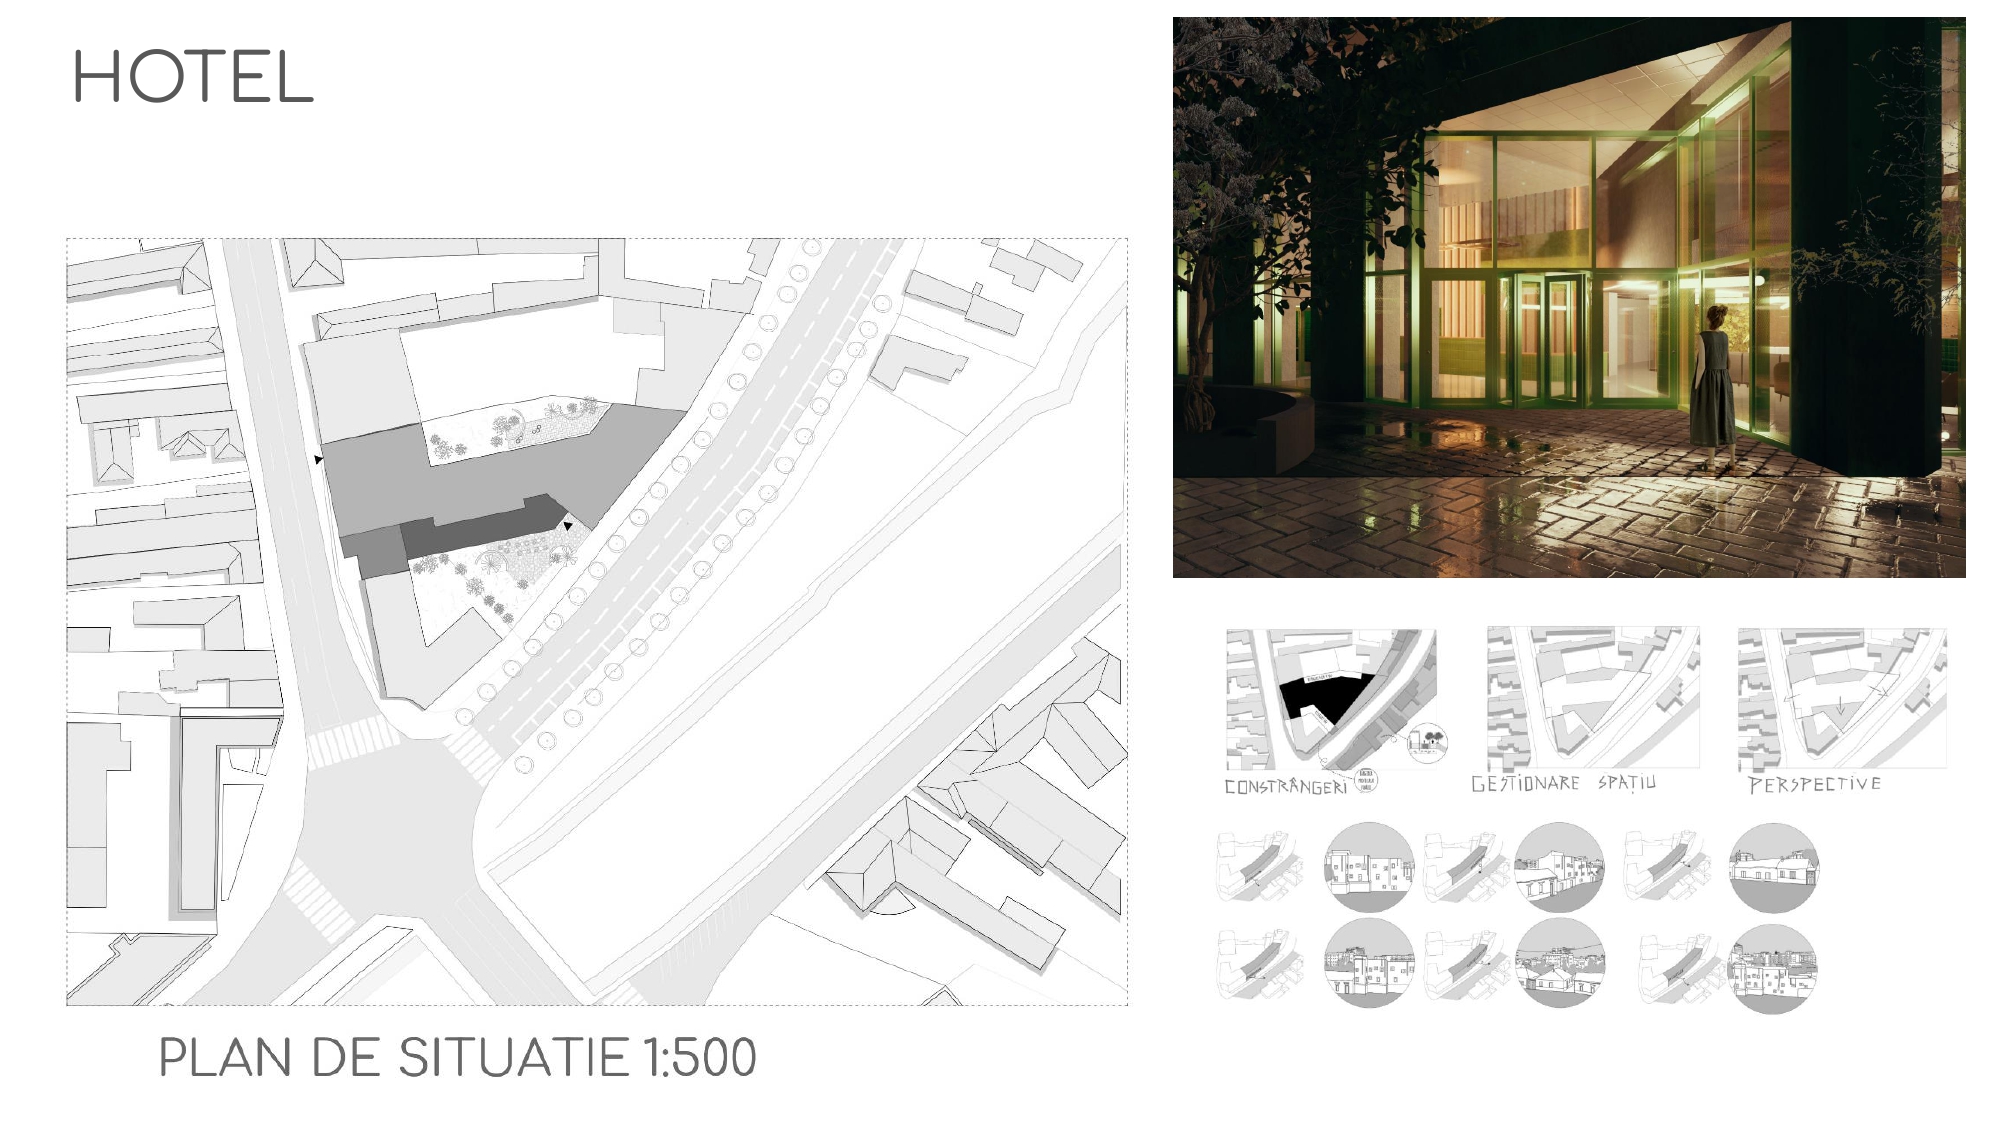 HOTEL
CONSTRÂNGERI
GESTIONARE SPAȚIU
PERSPECTIVE
PLAN DE SITUATIE 1:500